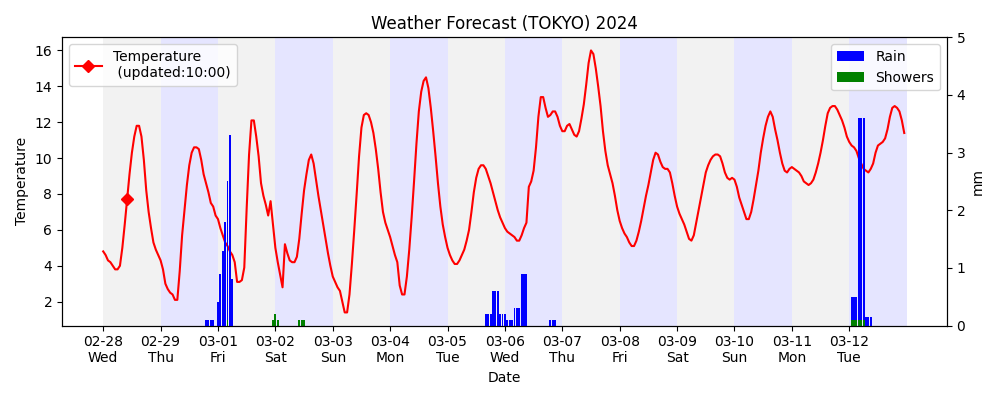 Weather Forecast (TOKYO) 2024
Temperature
(updated:10:00)
Rain
Showers
16
14
12
10
8
6
4
2
Temperature
5
4
3
2
1
0
mm
02-28 02-29 03-01 03-02 03-03 03-04 03-05 03-06 03-07 03-08 03-09 03-10 03-11 03-12
Wed Thu Fri Sat Sun Mon Tue Wed Thu Fri Sat Sun Mon Tue
Date